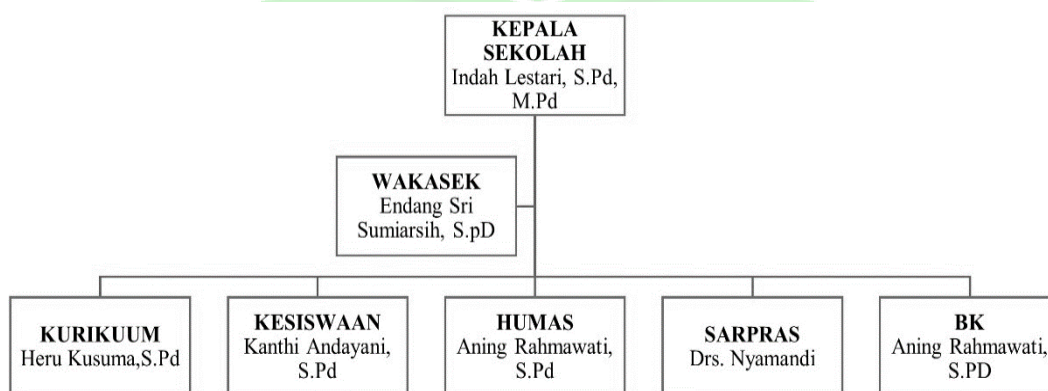 KEPALA
SEKOLAH
Indah Lestari, S.Pd,
M.Pd
WAKASEK
Endang Sri
Sumiarsih, S.pD
KURIKUUM
Heru Kusuma,S.Pd
KESISWAAN
Kanthi Andayani,
S.Pd
HUMAS
Aning Rahmawati,
S.Pd
SARPRAS
Drs. Nyamandi
BK
Aning Rahmawati,
S.PD